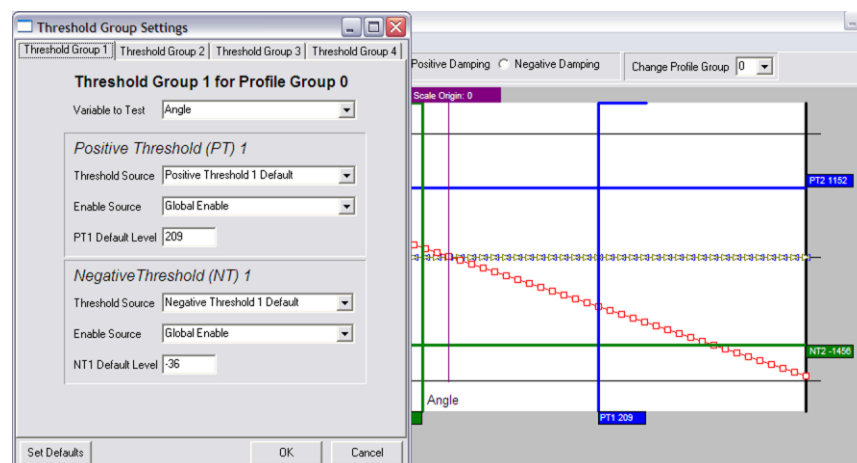 Threshold Group Settings
Threshold Group 1 Threshold Group 2 Threshold Group 3 Threshold Group 4
Threshold Group 1 for Profile Group 0
Variable to Test Angle
Positive Threshold (PT) 1
Threshold Source Positive Threshold 1 Default
Enable Source Global Enable
PT1 Default Level 209
NegativeThreshold (NT) 1
Threshold Source Negative Threshold 1 Default
Enable Source Global Enable
NT1 Default Level -36
Set Defaults OK Cancel
Positive Damping Negative Damping Change Profile Group 0
Scale Origin: 0
PT2 1152
NT2 -1456
Angle
PT1 209